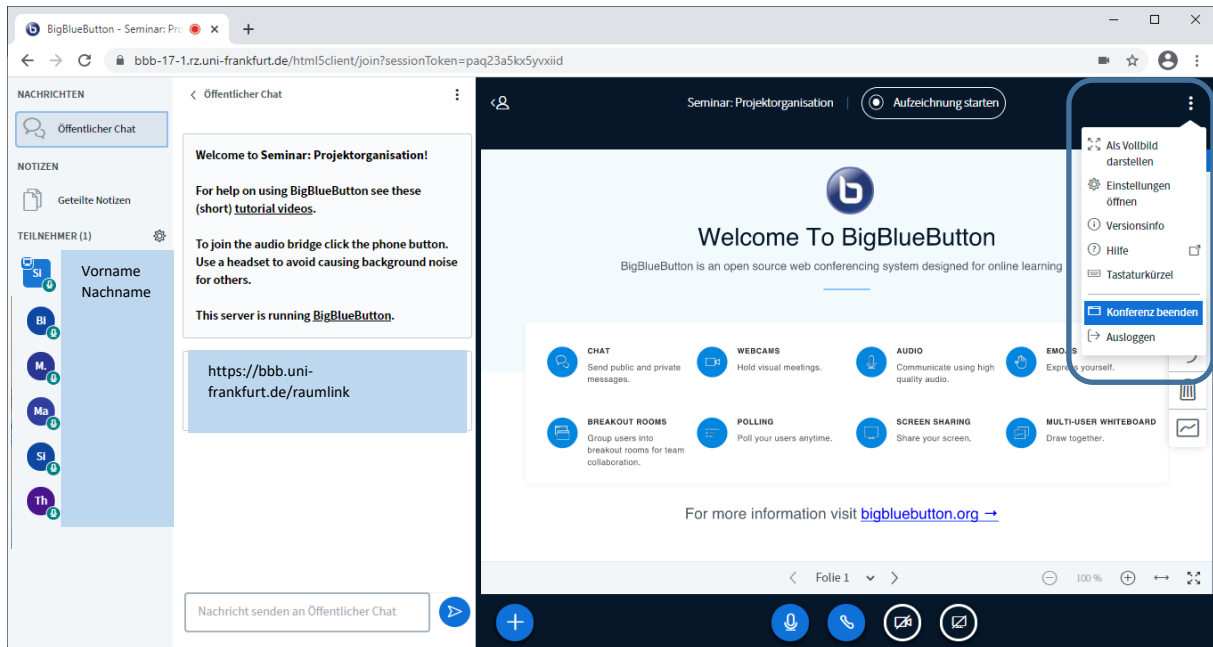 BigBlueButton - Seminar: Pro
bbb-17-1.rz.uni-frankfurt.de/html5client/join?sessionToken=paq23a5kx5yvxiid
NACHRICHTEN
Öffentlicher Chat
NOTIZEN
Geteilte Notizen
TEILNEHMER (1)
Si
Vorname
Nachname
Bi
M.
Ma
Si
Th
Öffentlicher Chat
Welcome to Seminar: Projektorganisation!
For help on using BigBlueButton see these
(short) tutorial videos.
To join the audio bridge click the phone button.
Use a headset to avoid causing background noise
for others.
This server is running BigBlueButton.
https://bbb.uni-
frankfurt.de/raumlink
Nachricht senden an Öffentlicher Chat
Seminar: Projektorganisation
Aufzeichnung starten
Als Vollbild
darstellen
Einstellungen
öffnen
Versionsinfo
Hilfe
Tastaturkürzel
Konferenz beenden
Ausloggen
Welcome To BigBlueButton
BigBlueButton is an open source web conferencing system designed for online learning
CHAT
Send public and private
messages.
WEBCAMS
Hold visual meetings.
AUDIO
Communicate using high
quality audio.
Express yourself.
BREAKOUT ROOMS
Group users into
breakout rooms for team
collaboration.
POLLING
Poll your users anytime.
SCREEN SHARING
Share your screen.
MULTI-USER WHITEBOARD
Draw together.
For more information visit bigbluebutton.org →
Folie 1
100 %